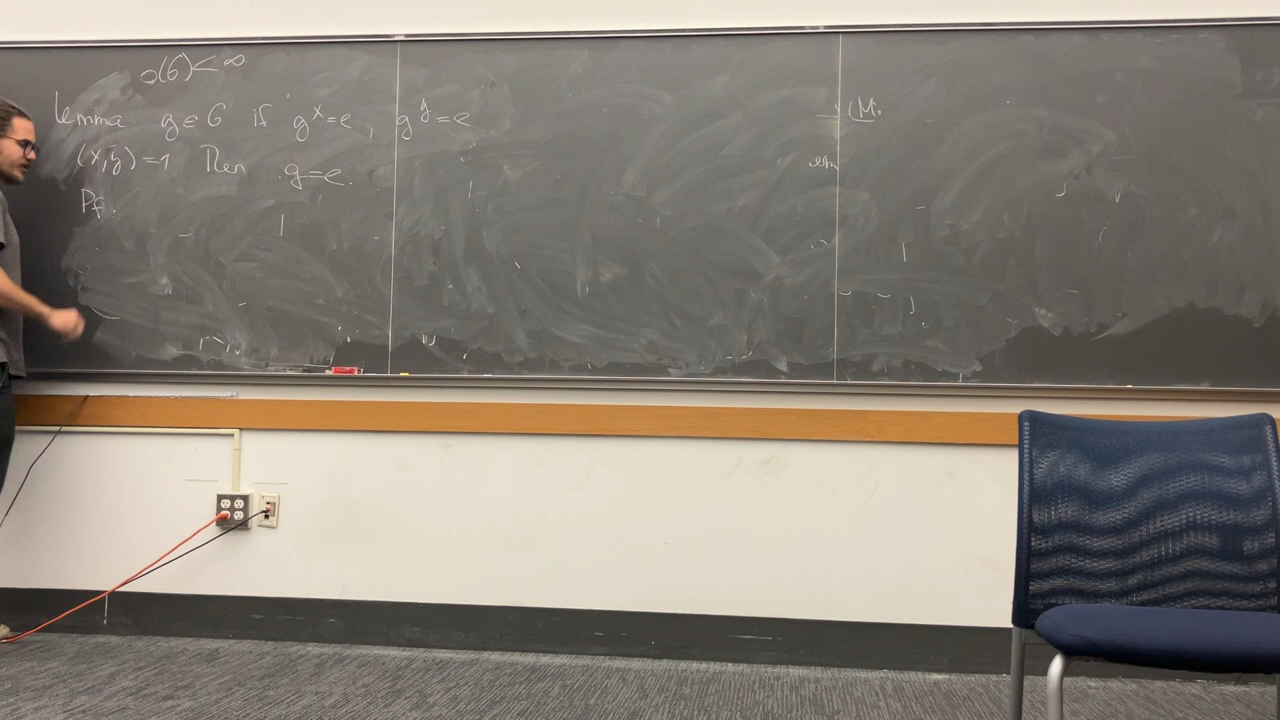 o(G)<∞
Lemma. g∈G if g^x=e, g^y=e
(x,y)=1 Then g=e.
Pf.